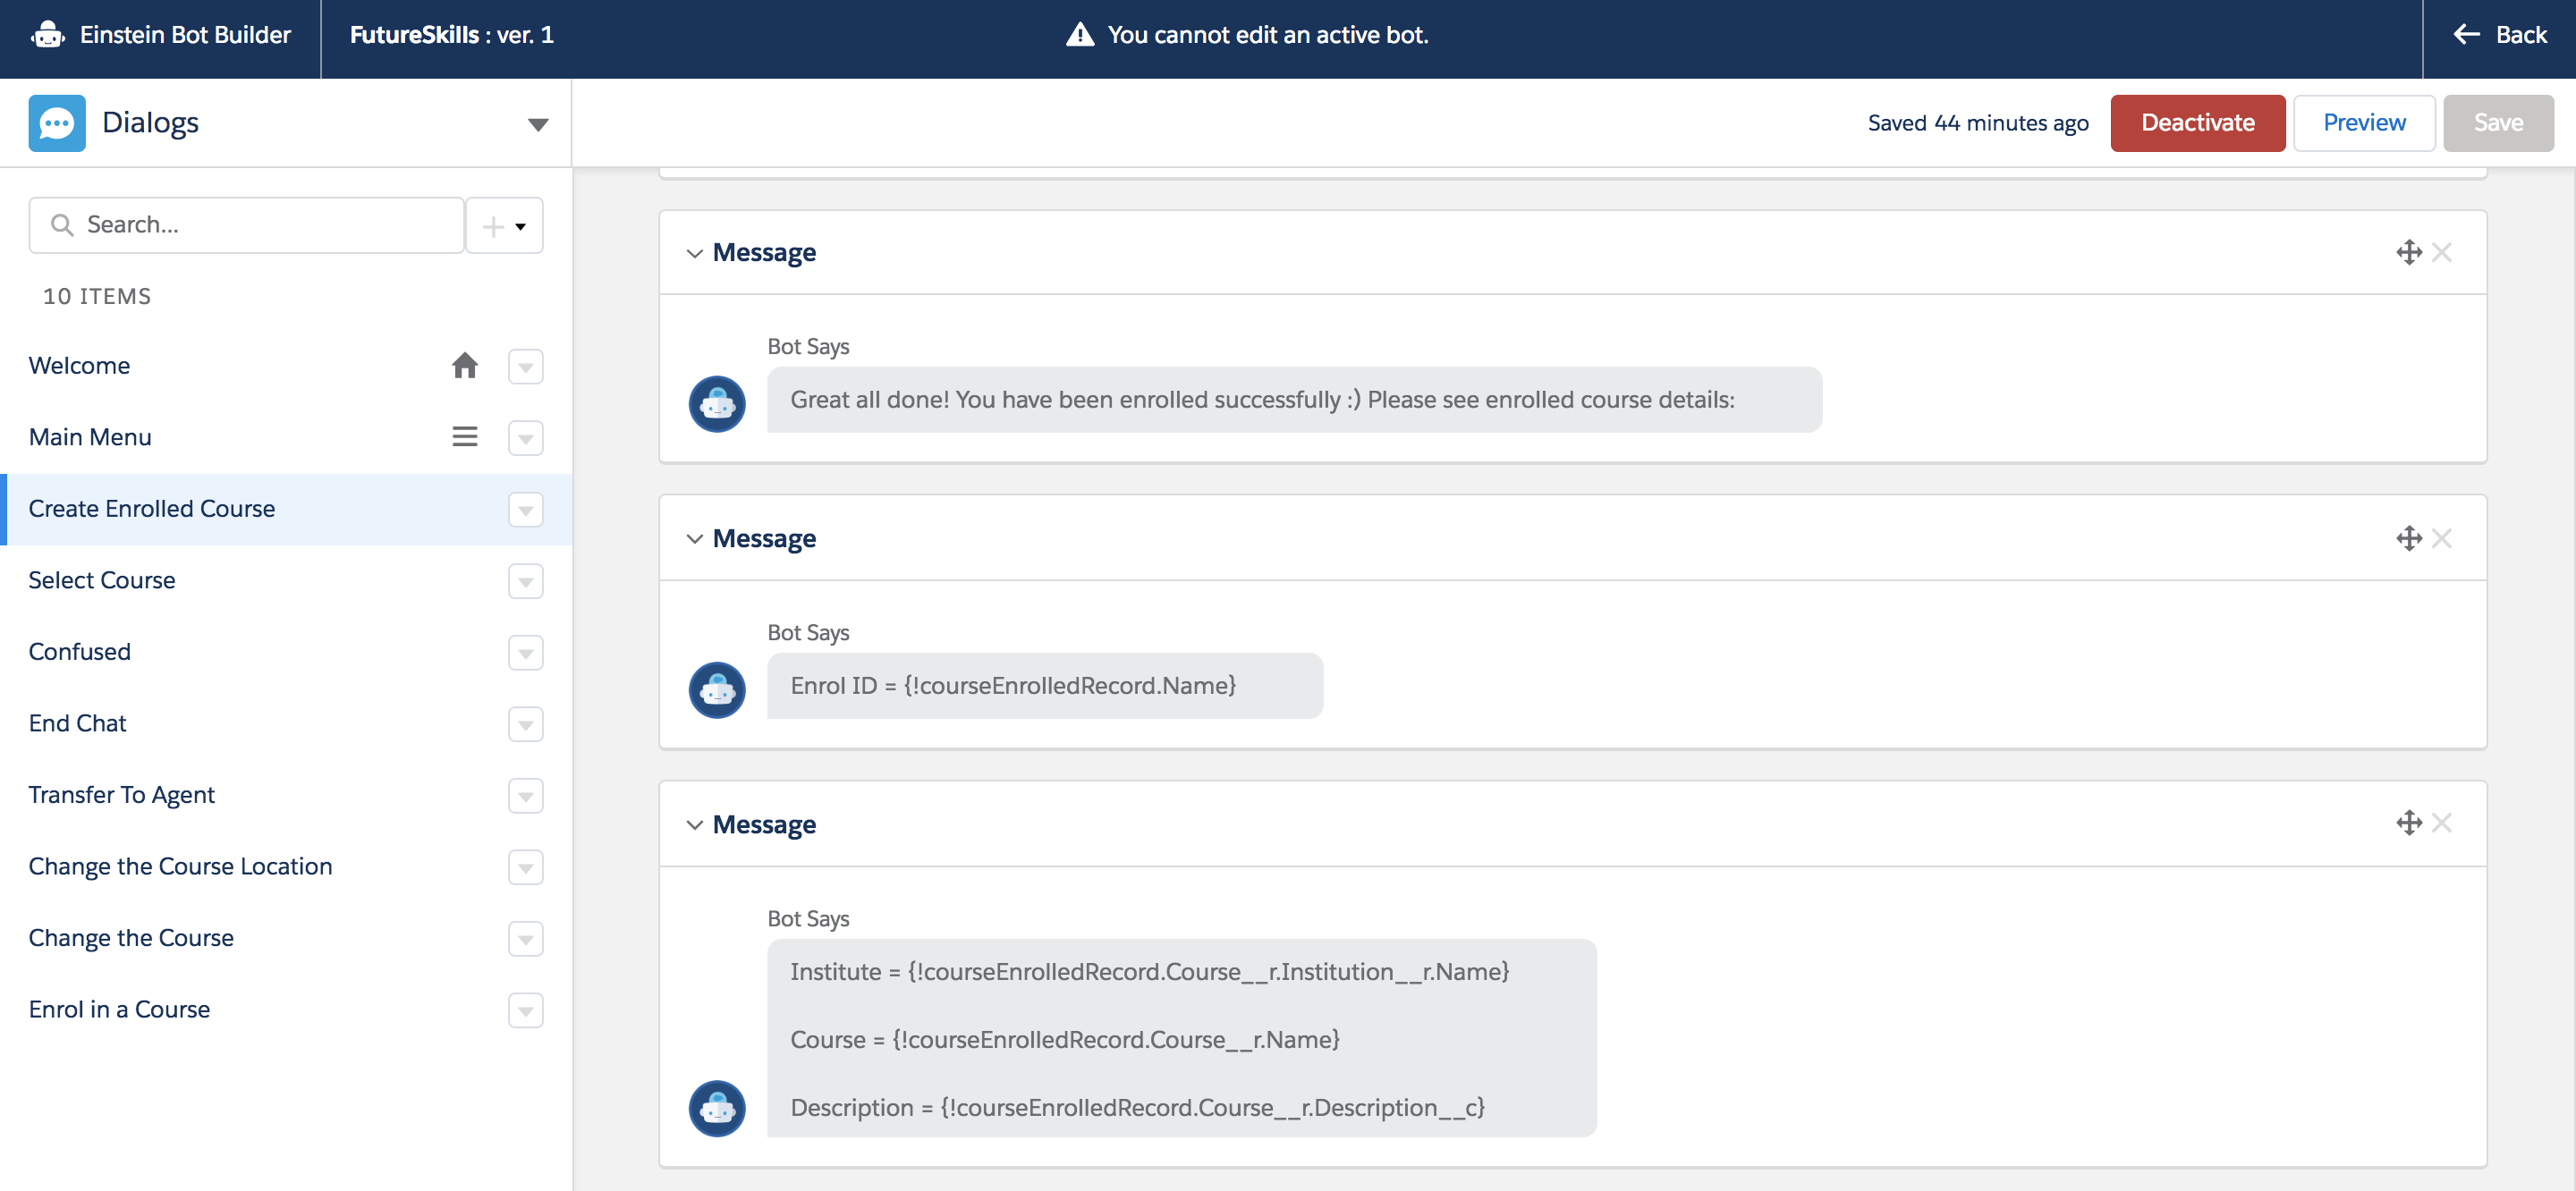 Einstein Bot Builder
FutureSkills : ver. 1
You cannot edit an active bot.
Back
Dialogs
Saved 44 minutes ago
Deactivate
Preview
Save
Search...
10 ITEMS
Welcome
Main Menu
Create Enrolled Course
Select Course
Confused
End Chat
Transfer To Agent
Change the Course Location
Change the Course
Enrol in a Course
Message
Bot Says
Great all done! You have been enrolled successfully :) Please see enrolled course details:
Message
Bot Says
Enrol ID = {!courseEnrolledRecord.Name}
Message
Bot Says
Institute = {!courseEnrolledRecord.Course__r.Institution__r.Name}
Course = {!courseEnrolledRecord.Course__r.Name}
Description = {!courseEnrolledRecord.Course__r.Description__c}